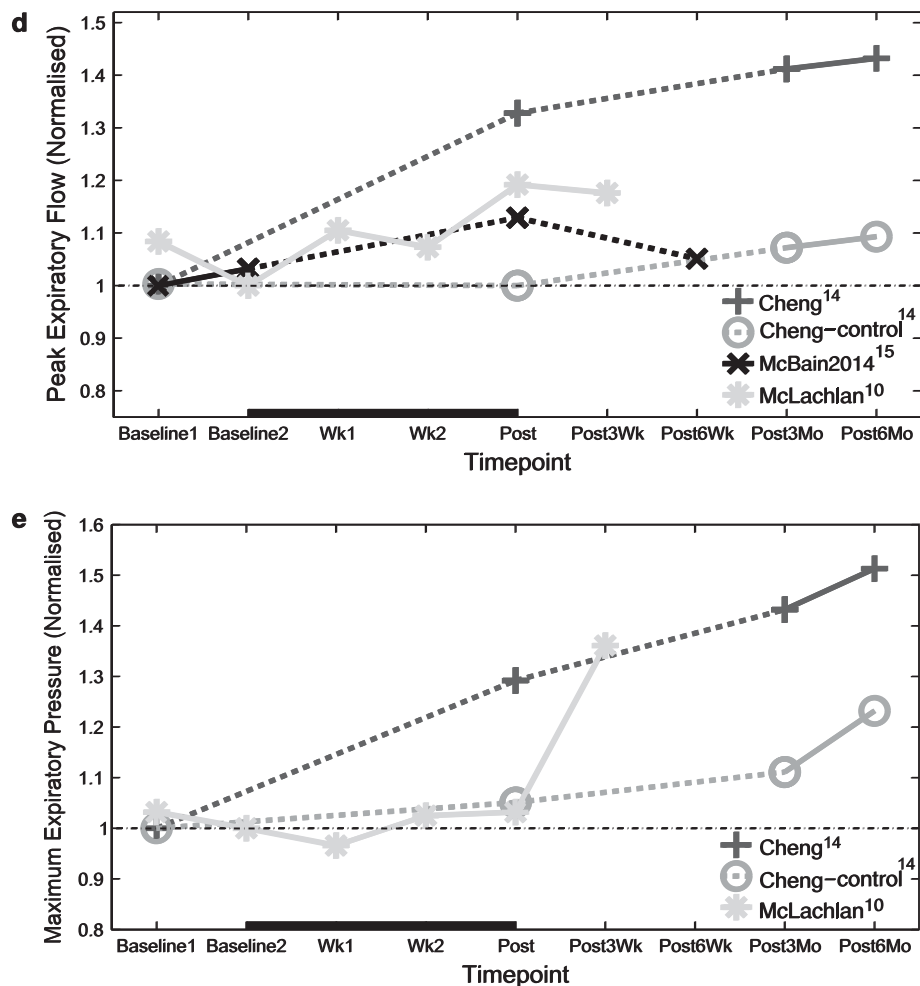 d
Peak Expiratory Flow (Normalised)
1.5
1.4
1.3
1.2
1.1
1
0.9
0.8
Cheng14
Cheng-control14
McBain201415
McLachlan10
Baseline1 Baseline2 Wk1 Wk2 Post Post3Wk Post6Wk Post3Mo Post6Mo
Timepoint
e
Maximum Expiratory Pressure (Normalised)
1.6
1.5
1.4
1.3
1.2
1.1
1
0.9
0.8
Cheng14
Cheng-control14
McLachlan10
Baseline1 Baseline2 Wk1 Wk2 Post Post3Wk Post6Wk Post3Mo Post6Mo
Timepoint